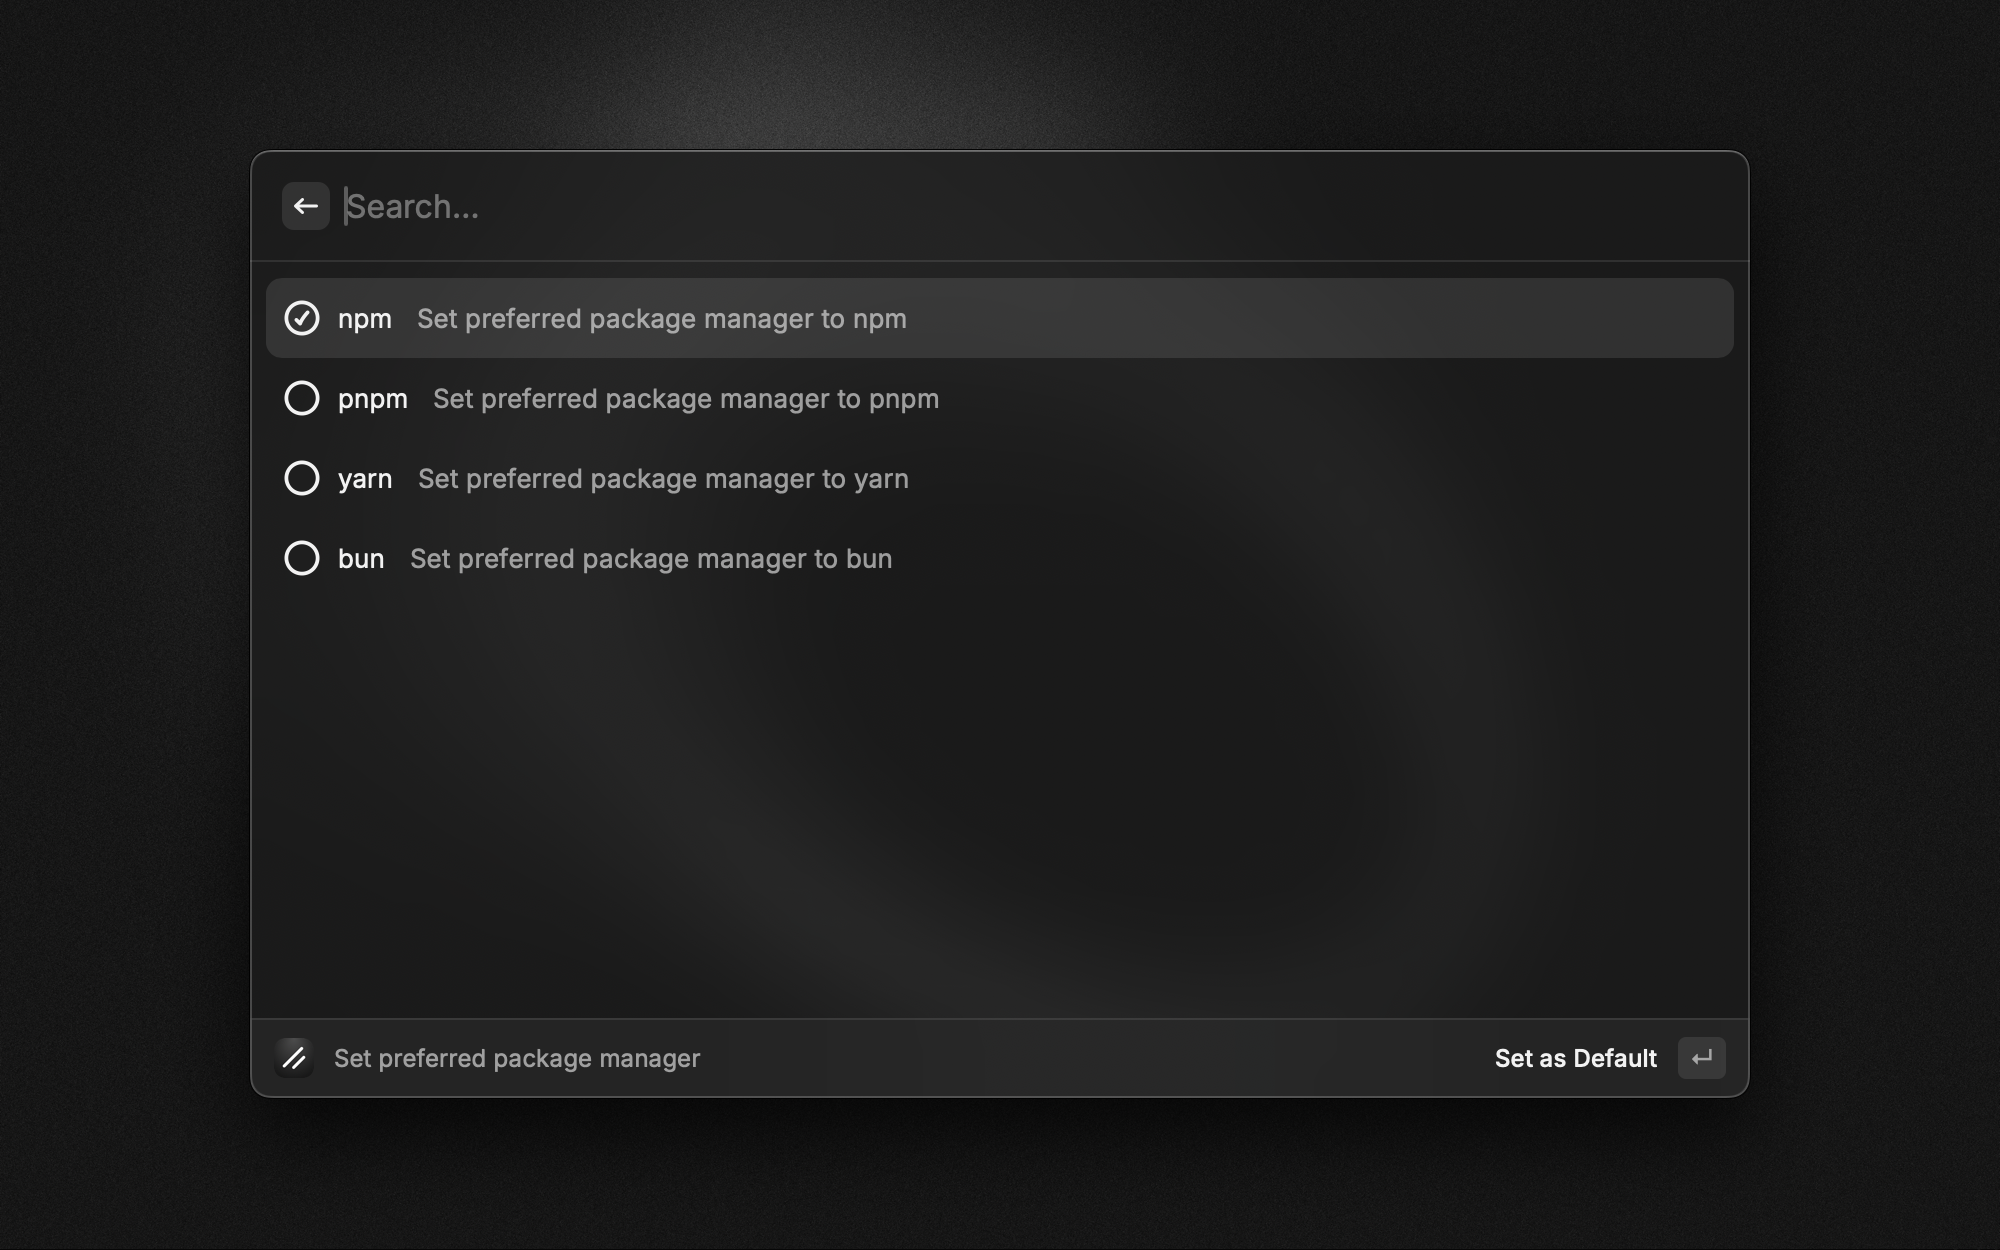 Search...
npm Set preferred package manager to npm
pnpm Set preferred package manager to pnpm
yarn Set preferred package manager to yarn
bun Set preferred package manager to bun
Set preferred package manager Set as Default